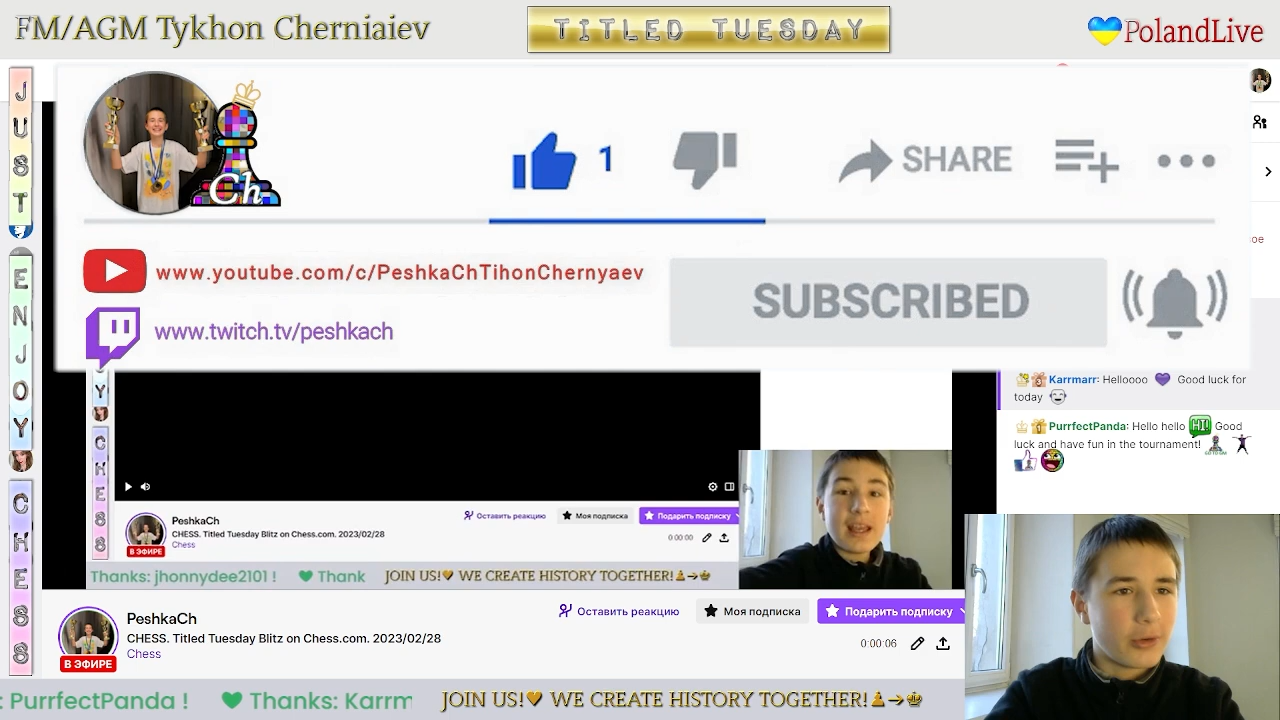 FM/AGM Tykhon Cherniaiev
TITLED TUESDAY
PolandLive
JUST
ENJOY
CHESS
Ch
1
SHARE
www.youtube.com/c/PeshkaChTihonChernyaev
SUBSCRIBED
www.twitch.tv/peshkach
Karrmarr: Helloooo Good luck for
today
PurrfectPanda: Hello hello HI! Good
luck and have fun in the tournament!
Y
CHESS
PeshkaCh
CHESS. Titled Tuesday Blitz on Chess.com. 2023/02/28
Chess
В ЭФИРЕ
Оставить реакцию
Моя подписка
Подарить подписку
0:00:00
Thanks: jhonnydee2101 !
Thank
JOIN US! WE CREATE HISTORY TOGETHER!
PeshkaCh
CHESS. Titled Tuesday Blitz on Chess.com. 2023/02/28
Chess
В ЭФИРЕ
Оставить реакцию
Моя подписка
Подарить подписку
0:00:06
: PurrfectPanda !
Thanks: Karrm
JOIN US! WE CREATE HISTORY TOGETHER!